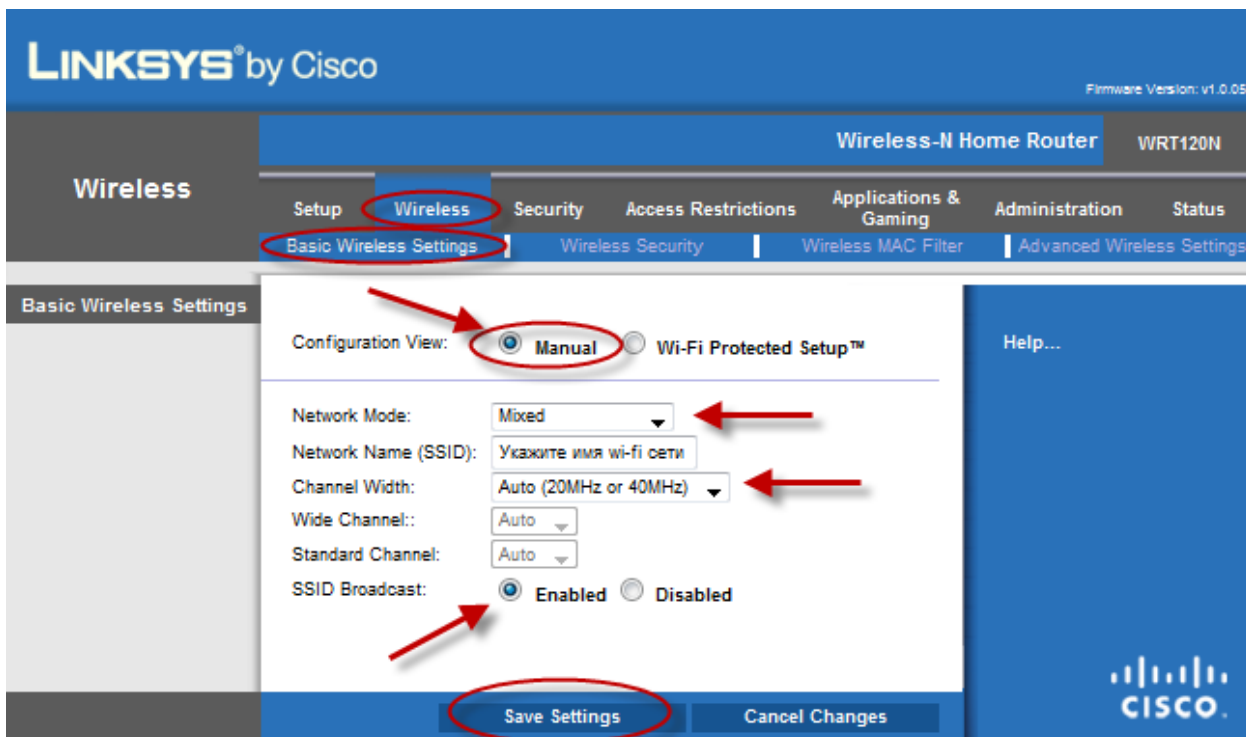 LINKSYS® by Cisco
Firmware Version: v1.0.05
Wireless-N Home Router WRT120N
Wireless
Setup Wireless Security Access Restrictions Applications & Gaming Administration Status
Basic Wireless Settings Wireless Security Wireless MAC Filter Advanced Wireless Settings
Basic Wireless Settings
Configuration View: Manual Wi-Fi Protected Setup™
Help...
Network Mode: Mixed
Network Name (SSID): Укажите имя wi-fi сети
Channel Width: Auto (20MHz or 40MHz)
Wide Channel:: Auto
Standard Channel: Auto
SSID Broadcast: Enabled Disabled
Save Settings Cancel Changes
CISCO.